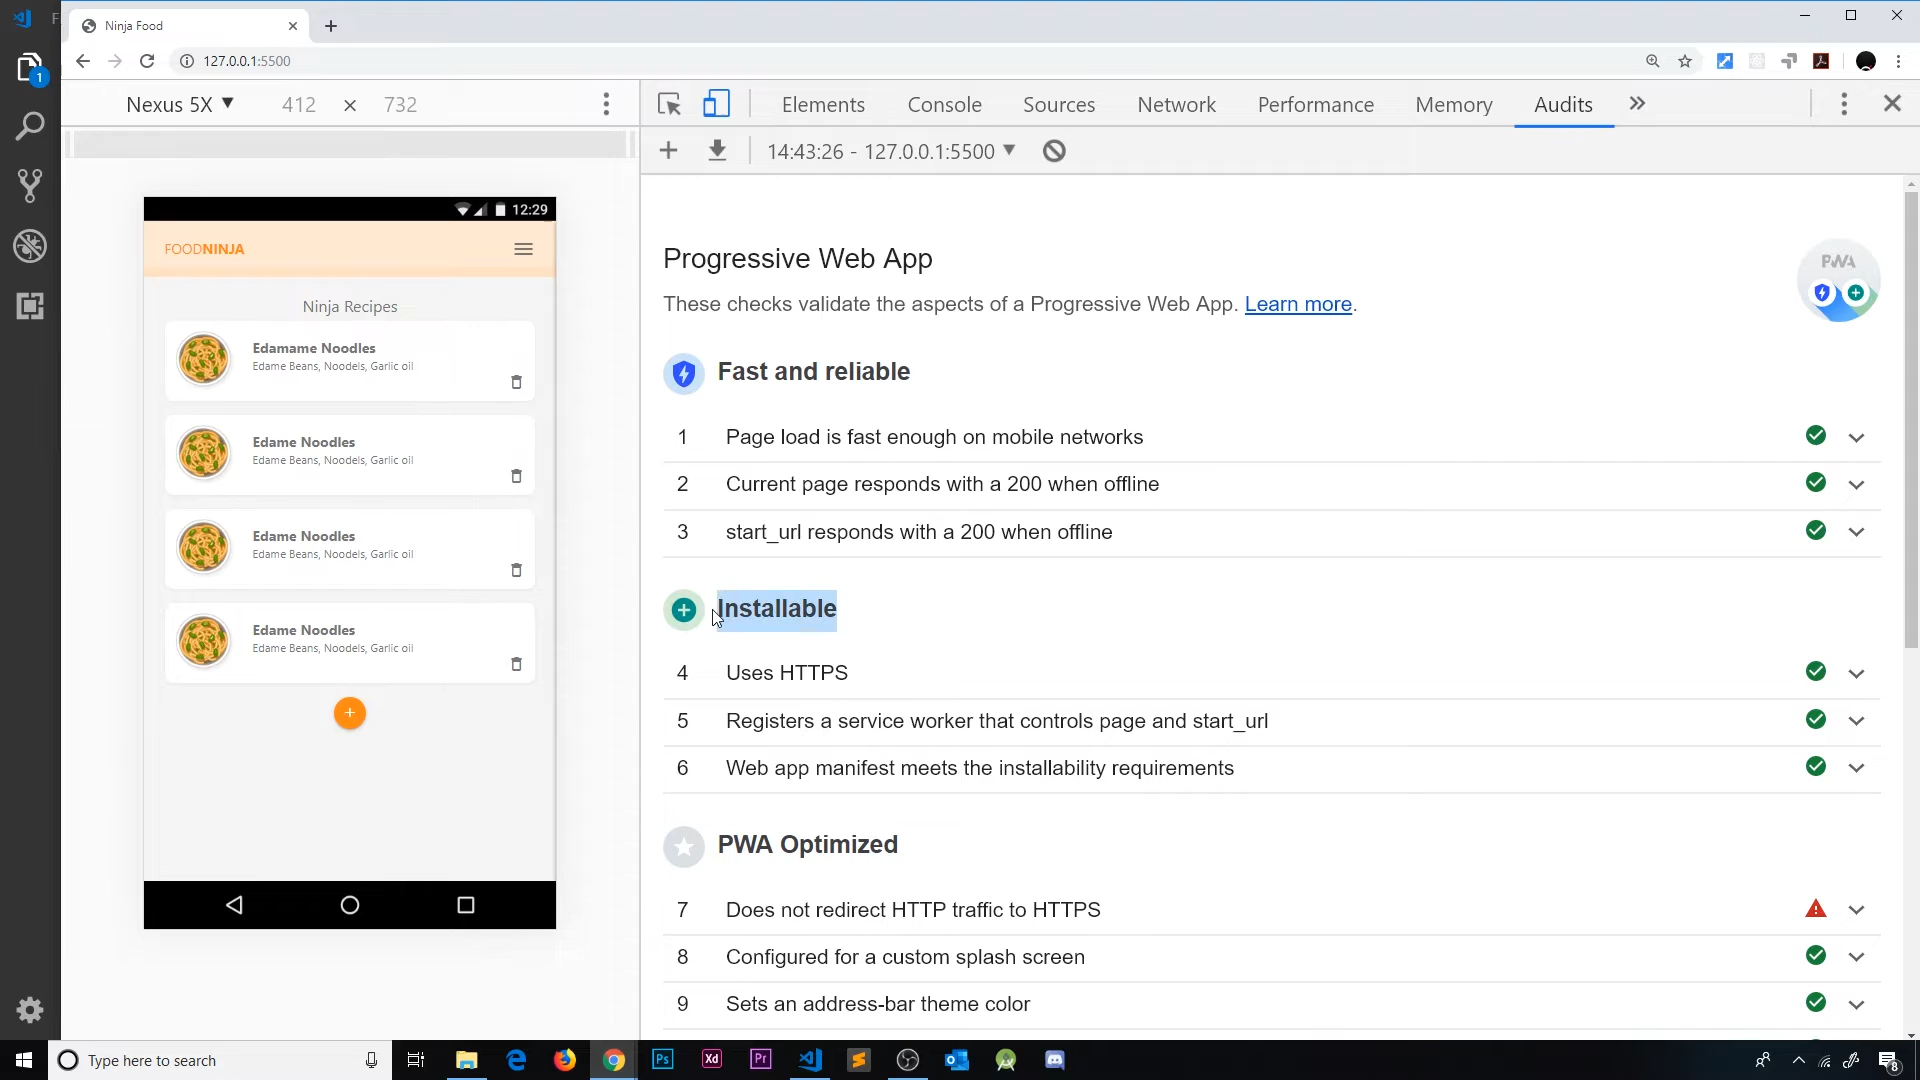 Ninja Food
127.0.0.1:5500
Nexus 5X
412 × 732
Elements
Console
Sources
Network
Performance
Memory
Audits
14:43:26 - 127.0.0.1:5500
1
12:29
FOODNINJA
Ninja Recipes
Edamame Noodles
Edame Beans, Noodels, Garlic oil
Edame Noodles
Edame Beans, Noodels, Garlic oil
Edame Noodles
Edame Beans, Noodels, Garlic oil
Edame Noodles
Edame Beans, Noodels, Garlic oil
Progressive Web App
These checks validate the aspects of a Progressive Web App. Learn more.
PWA
Fast and reliable
1 Page load is fast enough on mobile networks
2 Current page responds with a 200 when offline
3 start_url responds with a 200 when offline
Installable
4 Uses HTTPS
5 Registers a service worker that controls page and start_url
6 Web app manifest meets the installability requirements
PWA Optimized
7 Does not redirect HTTP traffic to HTTPS
8 Configured for a custom splash screen
9 Sets an address-bar theme color
Type here to search
Ps
Xd
Pr
8